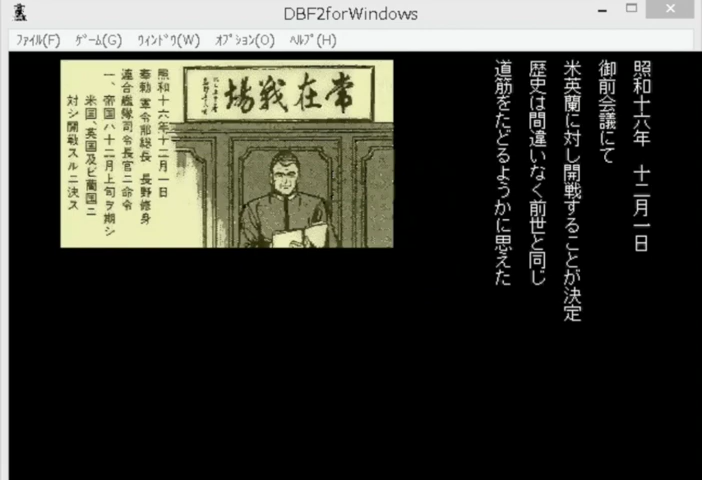 DBF2forWindows
ﾌｧｲﾙ(F) ｹﾞｰﾑ(G) ｳｨﾝﾄﾞｳ(W) ｵﾌﾟｼｮﾝ(O) ﾍﾙﾌﾟ(H)
昭和十六年　十二月一日
御前会議にて
米英蘭に対し開戦することが決定
歴史は間違いなく前世と同じ
道筋をたどるようかに思えた
常在戦場
昭和十六年十二月一日
奉勅 軍令部総長 長野修身
連合艦隊司令長官ニ命令
一、帝国ハ十二月上旬ヲ期シ
米国、英国及ビ蘭国ニ
対シ開戦スルニ決ス